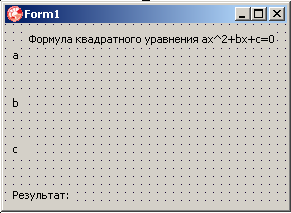 Form1
Формула квадратного уравнения ax^2+bx+c=0
a
b
c
Результат: